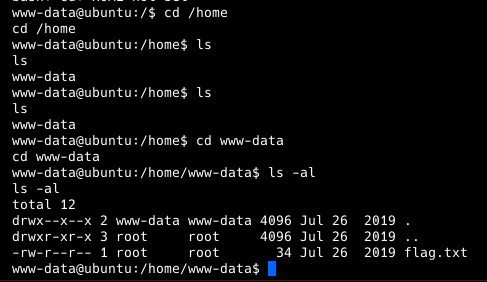 www-data@ubuntu:/$ cd /home
cd /home
www-data@ubuntu:/home$ ls
ls
www-data
www-data@ubuntu:/home$ ls
ls
www-data
www-data@ubuntu:/home$ cd www-data
cd www-data
www-data@ubuntu:/home/www-data$ ls -al
ls -al
total 12
drwx--x--x 2 www-data www-data 4096 Jul 26  2019 .
drwxr-xr-x 3 root     root     4096 Jul 26  2019 ..
-rw-r--r-- 1 root     root       34 Jul 26  2019 flag.txt
www-data@ubuntu:/home/www-data$